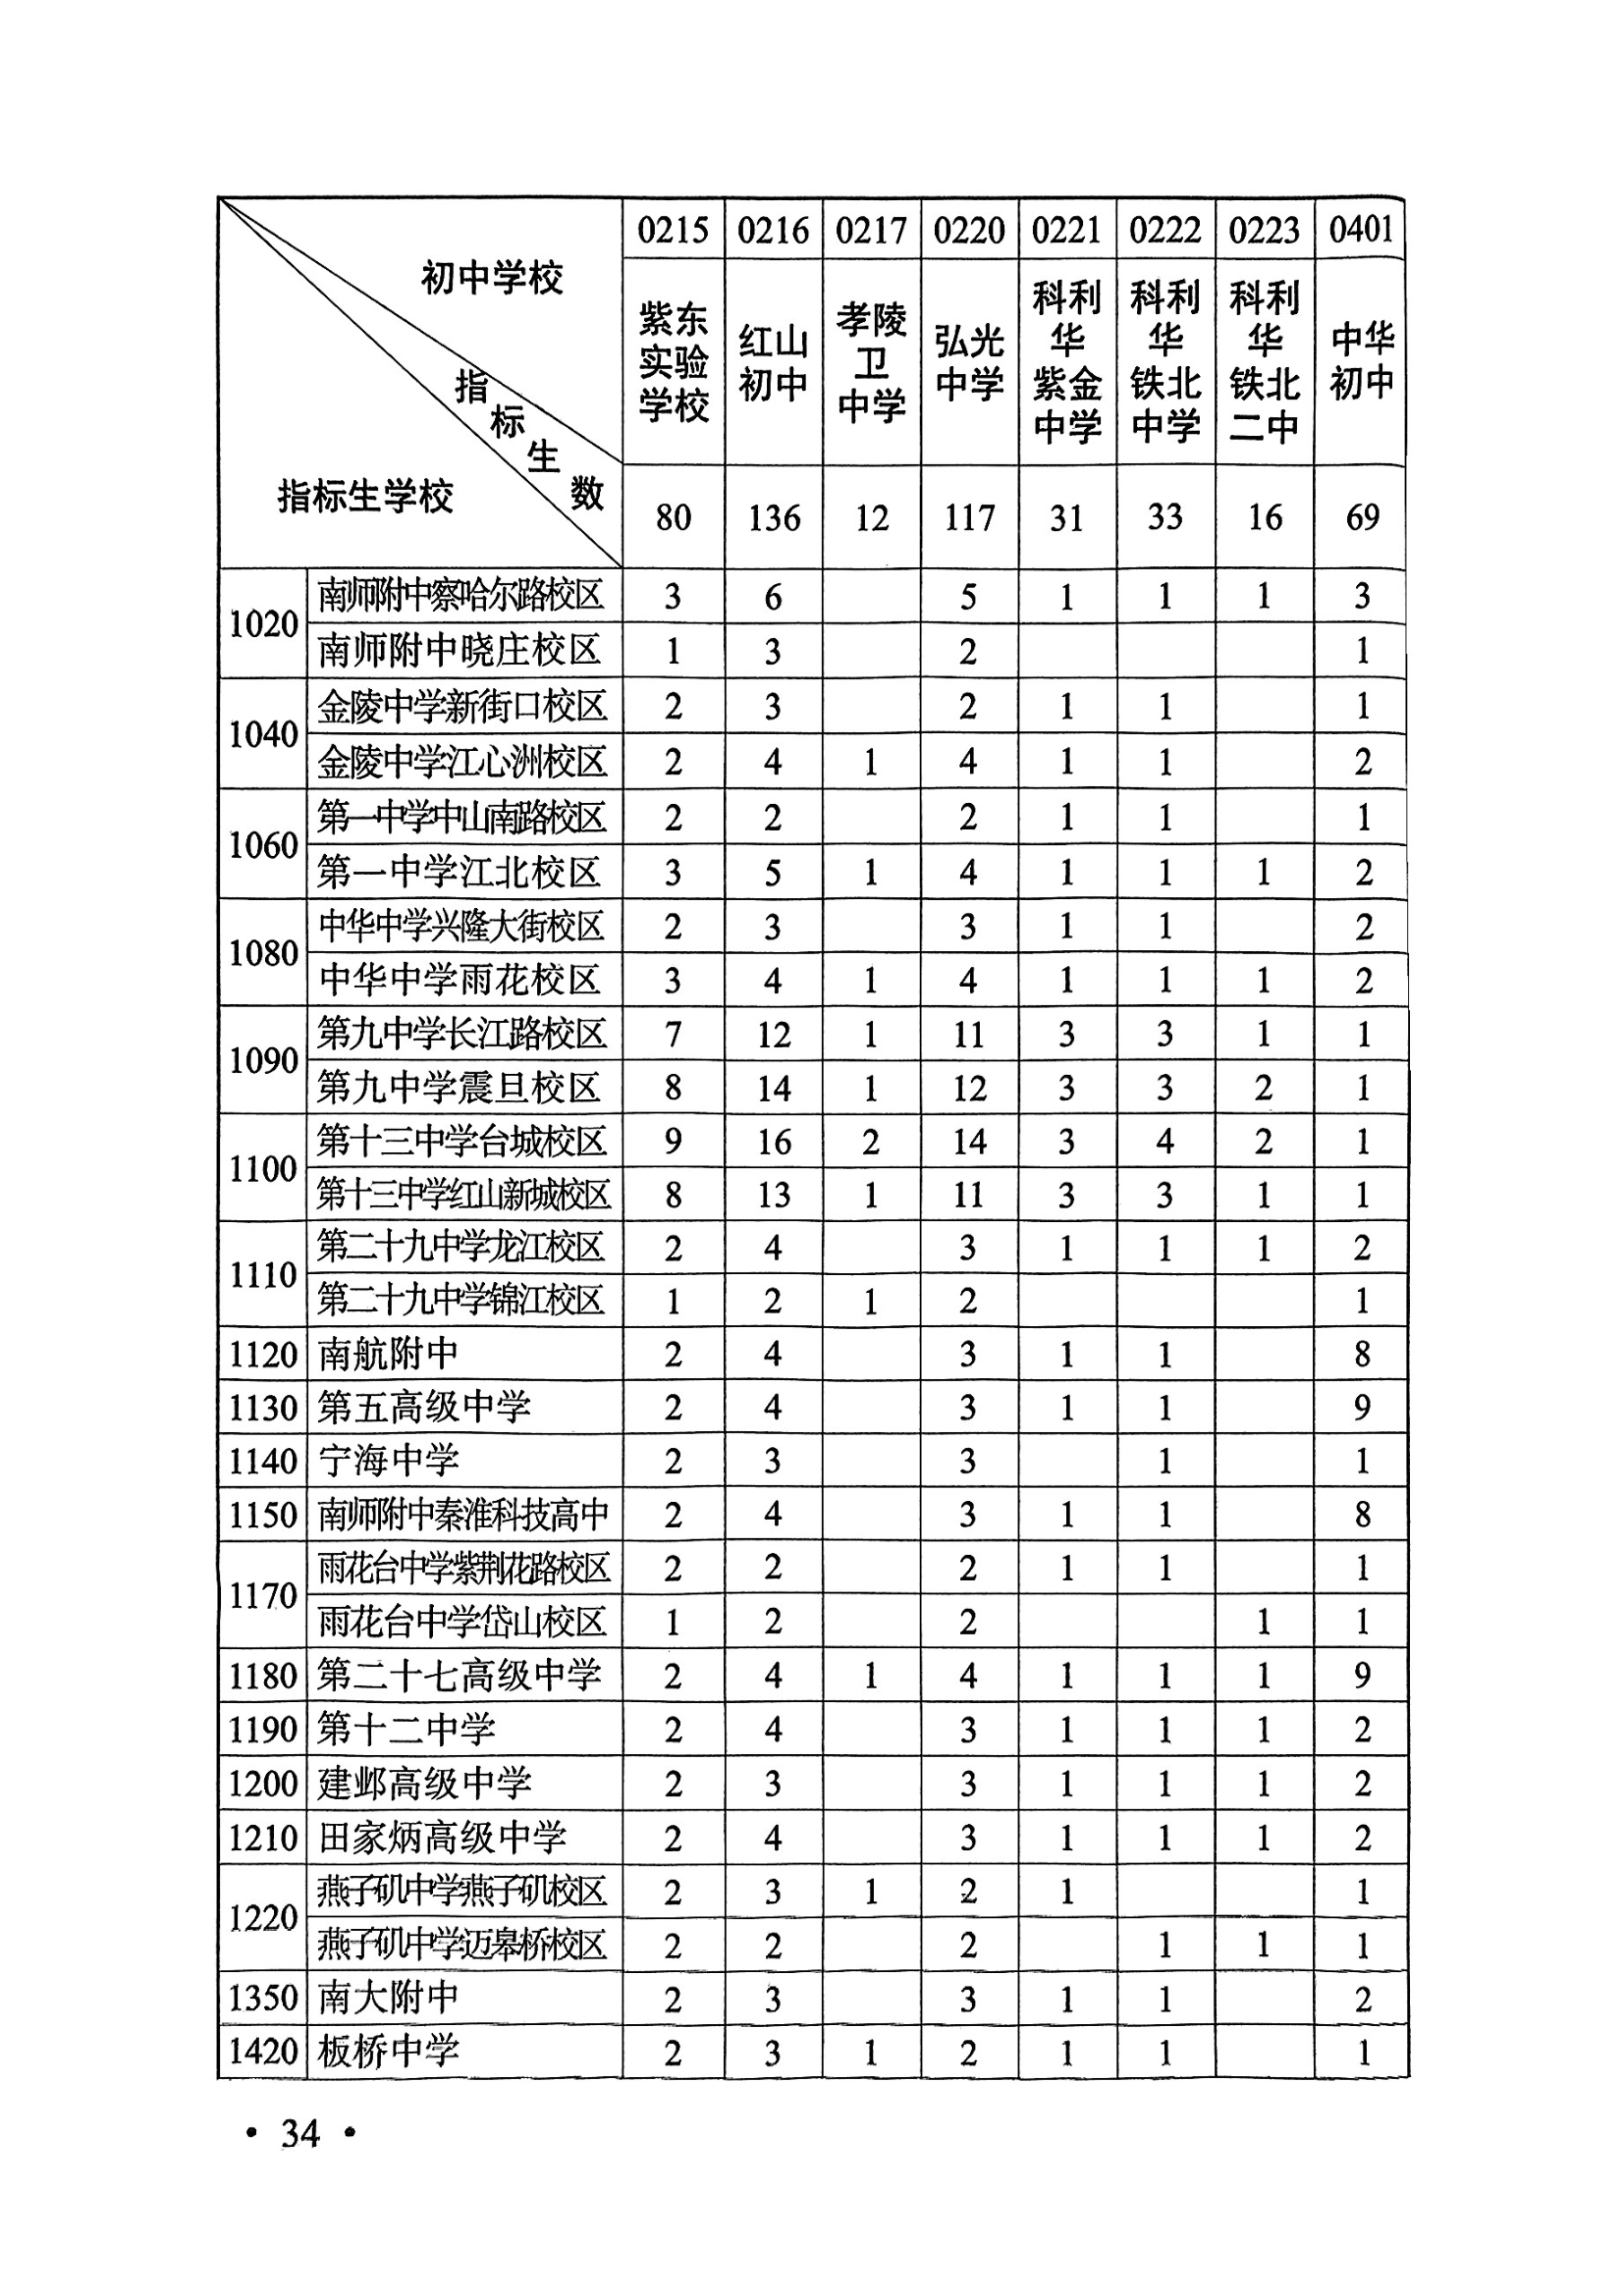 初中学校
指标生数
指标生学校
0215 0216 0217 0220 0221 0222 0223 0401
紫东实验学校 红山初中 孝陵卫中学 弘光中学 科利华紫金中学 科利华铁北中学 科利华铁北二中 中华初中
80 136 12 117 31 33 16 69
1020 南师附中察哈尔路校区 3 6 5 1 1 1 3
南师附中晓庄校区 1 3 2 1
1040 金陵中学新街口校区 2 3 2 1 1 1
金陵中学江心洲校区 2 4 1 4 1 1 2
1060 第一中学中山南路校区 2 2 2 1 1 1
第一中学江北校区 3 5 1 4 1 1 1 2
1080 中华中学兴隆大街校区 2 3 3 1 1 2
中华中学雨花校区 3 4 1 4 1 1 1 2
1090 第九中学长江路校区 7 12 1 11 3 3 1 1
第九中学震旦校区 8 14 1 12 3 3 2 1
1100 第十三中学台城校区 9 16 2 14 3 4 2 1
第十三中学红山新城校区 8 13 1 11 3 3 1 1
1110 第二十九中学龙江校区 2 4 3 1 1 1 2
第二十九中学锦江校区 1 2 1 2 1
1120 南航附中 2 4 3 1 1 8
1130 第五高级中学 2 4 3 1 1 9
1140 宁海中学 2 3 3 1 1
1150 南师附中秦淮科技高中 2 4 3 1 1 8
1170 雨花台中学紫荆花路校区 2 2 2 1 1 1
雨花台中学岱山校区 1 2 2 1 1
1180 第二十七高级中学 2 4 1 4 1 1 1 9
1190 第十二中学 2 4 3 1 1 1 2
1200 建邺高级中学 2 3 3 1 1 1 2
1210 田家炳高级中学 2 4 3 1 1 1 2
1220 燕子矶中学燕子矶校区 2 3 1 2 1 1
燕子矶中学迈皋桥校区 2 2 2 1 1 1
1350 南大附中 2 3 3 1 1 2
1420 板桥中学 2 3 1 2 1 1 1
• 34 •